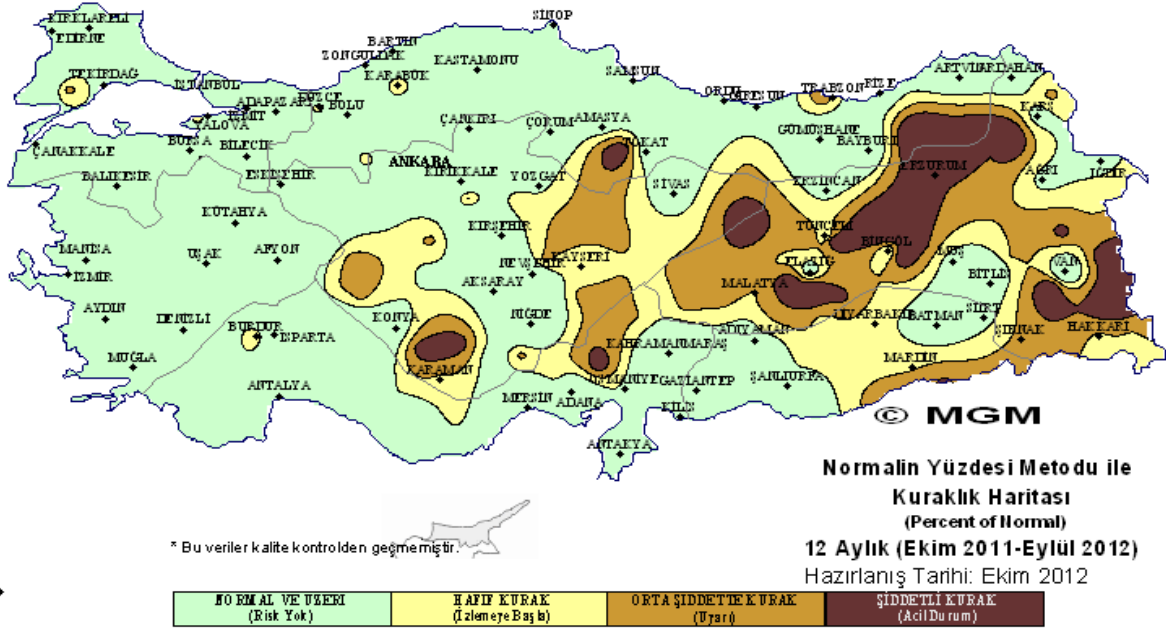 SİNOP
KIRKLARELİ
EDİRNE
BARTIN
ZONGULDAK
KASTAMONU
TEKİRDAĞ
KARABÜK
SAMSUN
ARTVİN ARDAHAN
İSTANBUL
ORDU
GİRESUN
TRABZON
RİZE
ADAPAZARI
DÜZCE
BOLU
KARS
İZMİT
YALOVA
ÇANKIRI
ÇORUM
AMASYA
GÜMÜŞHANE
ÇANAKKALE
BURSA
BİLECİK
TOKAT
BAYBURT
ANKARA
ERZURUM
BALIKESİR
ESKİŞEHİR
KIRIKKALE
YOZGAT
SİVAS
ERZİNCAN
AĞRI
IĞDIR
KÜTAHYA
KIRŞEHİR
TUNCELİ
MANİSA
UŞAK
AFYON
BİNGÖL
MUŞ
İZMİR
NEVŞEHİR
KAYSERİ
ELAZIĞ
BİTLİS
VAN
AKSARAY
MALATYA
AYDIN
DENİZLİ
KONYA
NİĞDE
SİİRT
BURDUR
ISPARTA
ADIYAMAN
DİYARBAKIR
BATMAN
ŞIRNAK
HAKKARİ
MUĞLA
KARAMAN
KAHRAMANMARAŞ
MARDİN
ANTALYA
MERSİN
ADANA
OSMANİYE
GAZİANTEP
ŞANLIURFA
KİLİS
ANTAKYA
© MGM
Normalin Yüzdesi Metodu ile
Kuraklık Haritası
(Percent of Normal)
12 Aylık (Ekim 2011-Eylül 2012)
Hazırlanış Tarihi: Ekim 2012
* Bu veriler kalite kontrolden geçmemiştir.
NORMAL VE ÜZERİ
(Risk Yok)
HAFİF KURAK
(İzlemeye Başla)
ORTA ŞİDDETTE KURAK
(Uyarı)
ŞİDDETLİ KURAK
(Acil Durum)